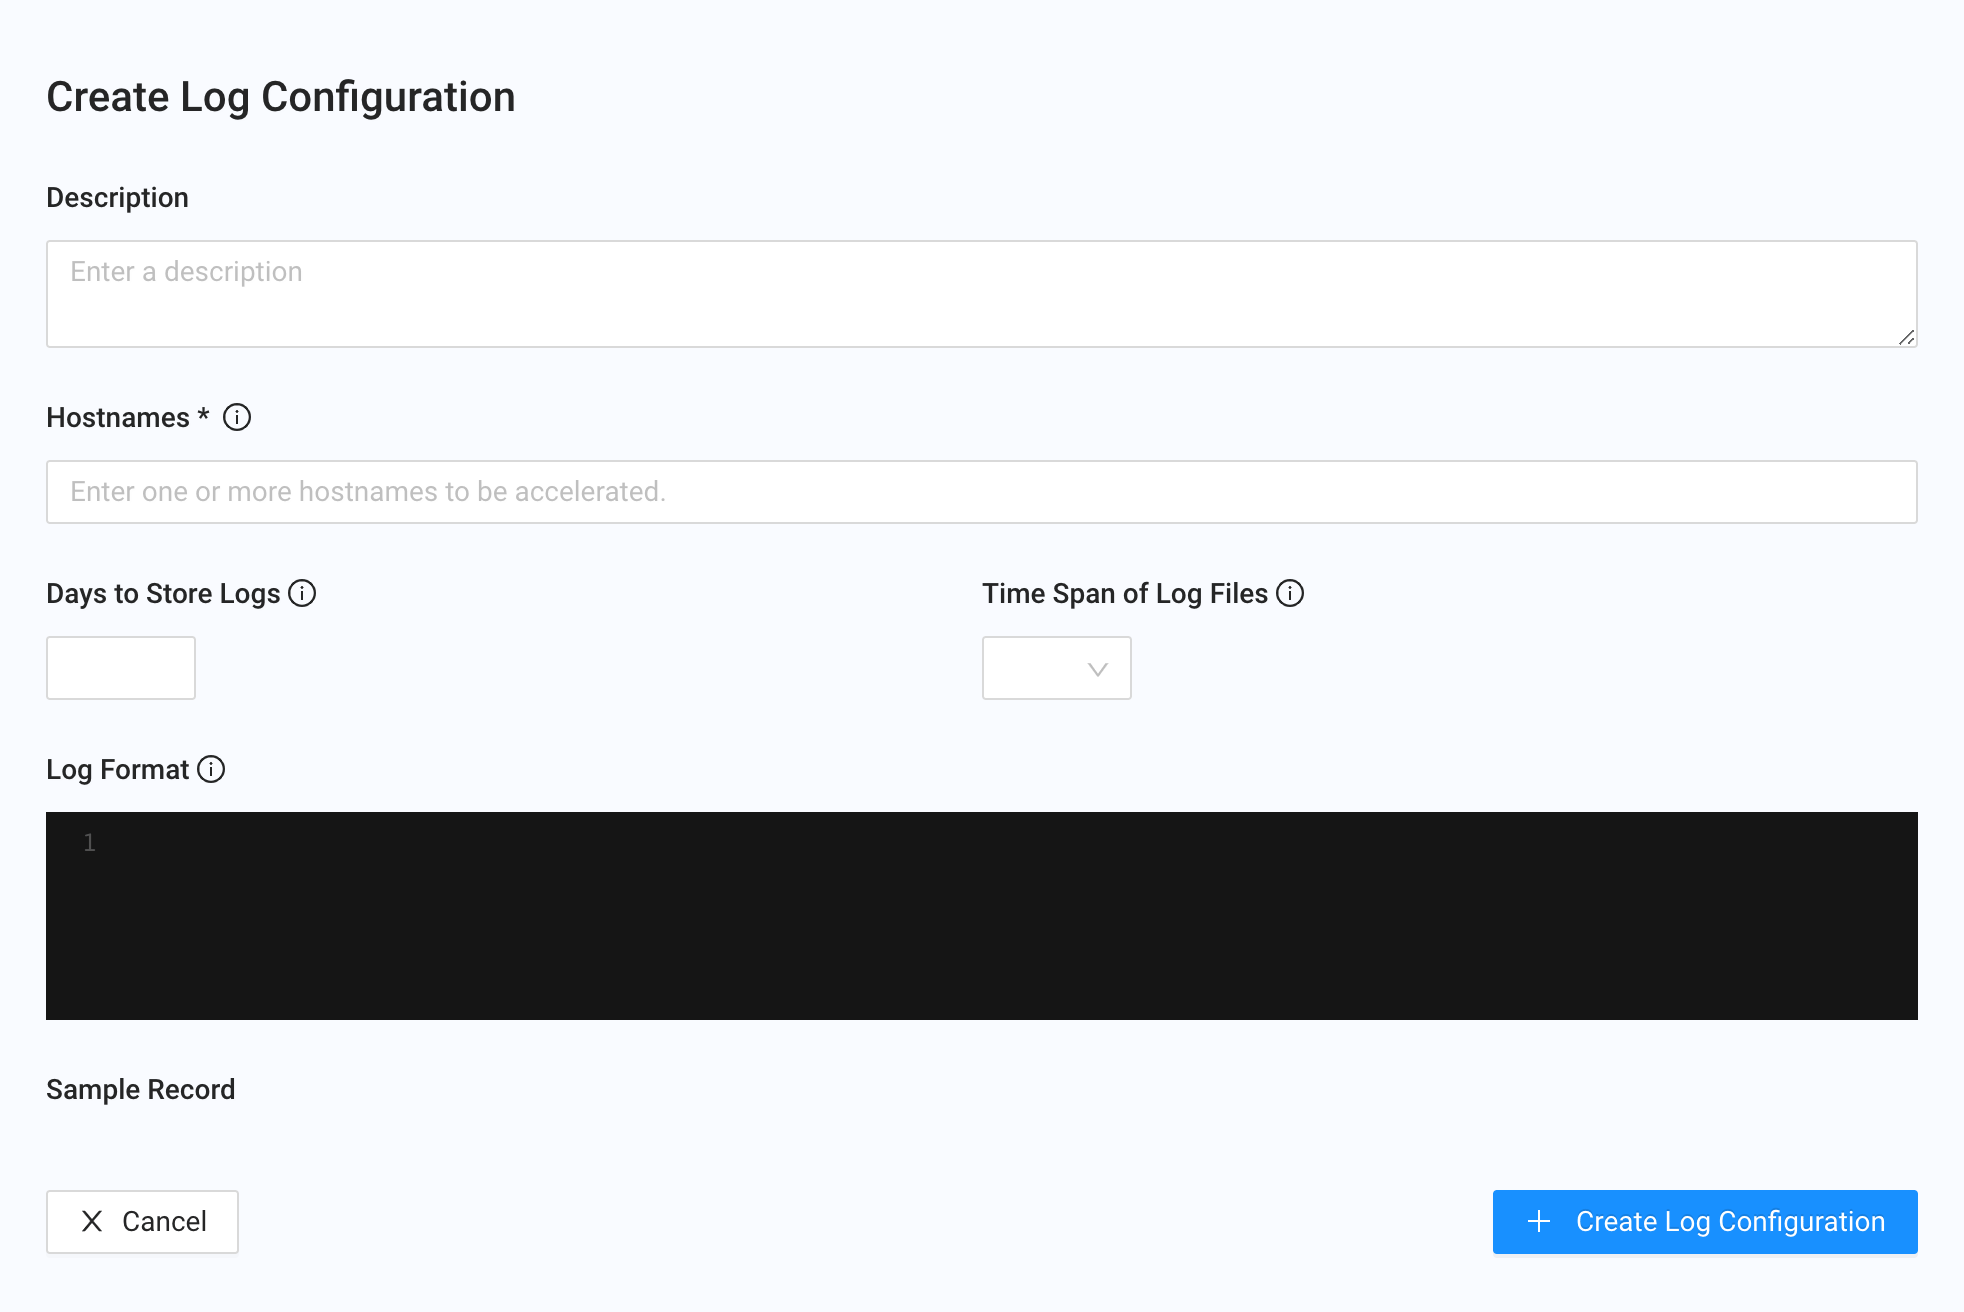 Create Log Configuration
Description
Enter a description
Hostnames *
Enter one or more hostnames to be accelerated.
Days to Store Logs
Time Span of Log Files
Log Format
1
Sample Record
Cancel
Create Log Configuration